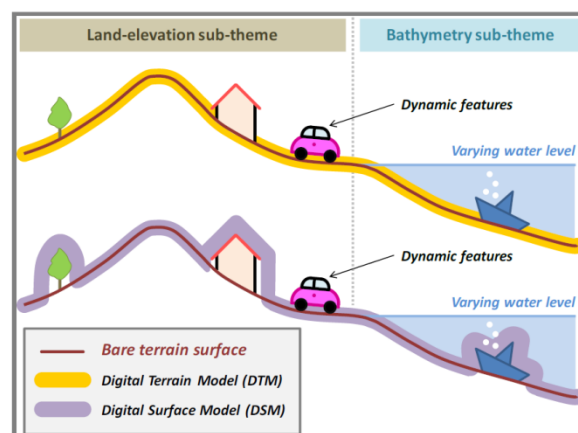 Land-elevation sub-theme
Bathymetry sub-theme
Dynamic features
Varying water level
Dynamic features
Varying water level
Bare terrain surface
Digital Terrain Model (DTM)
Digital Surface Model (DSM)